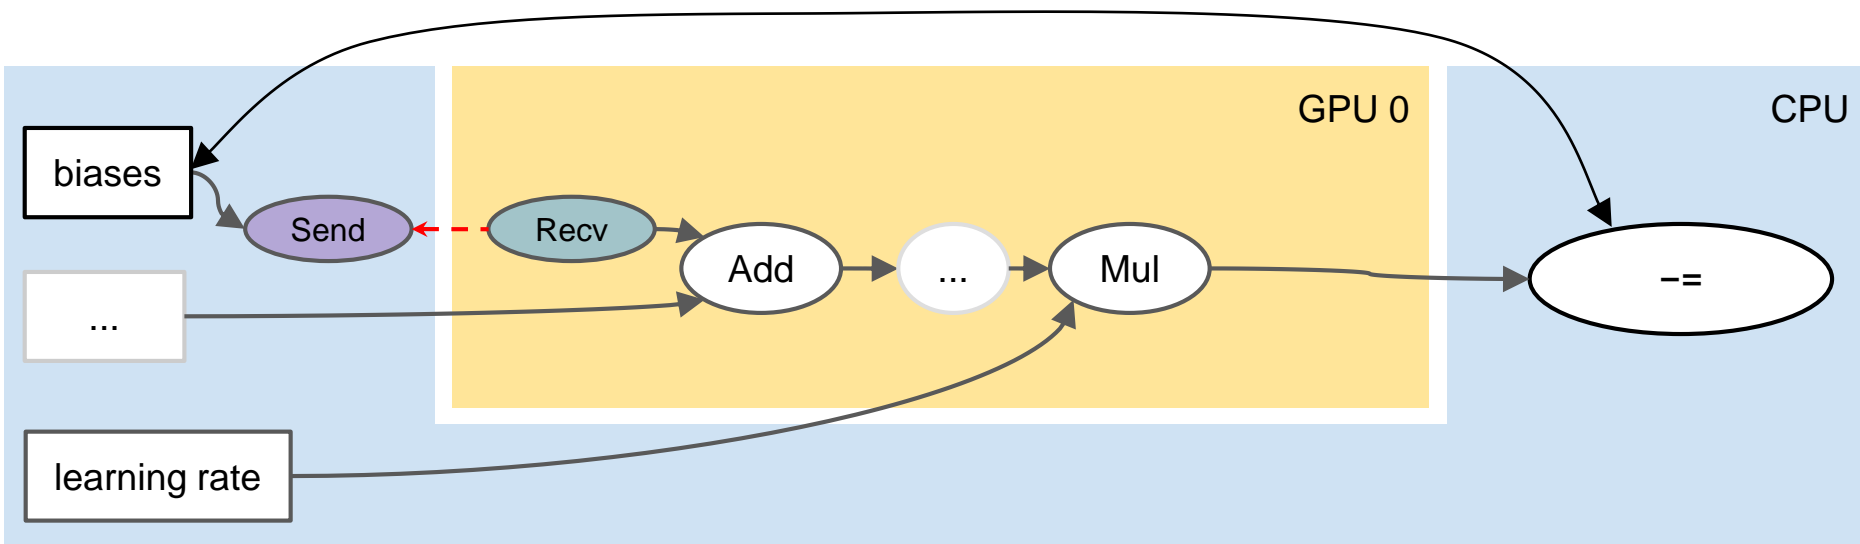 GPU 0
CPU
biases
Send
Recv
Add
...
Mul
−=
...
learning rate